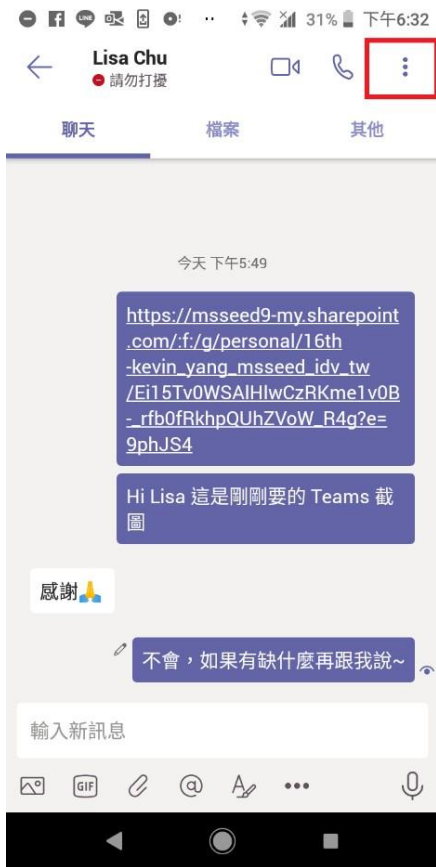 31% 下午6:32
Lisa Chu
請勿打擾
聊天 檔案 其他
今天 下午5:49
https://msseed9-my.sharepoint
.com/:f:/g/personal/16th
-kevin_yang_msseed_idv_tw
/Ei15Tv0WSAlHlwCzRKme1v0B
-_rfb0fRkhpQUhZVoW_R4g?e=
9phJS4
Hi Lisa 這是剛剛要的 Teams 截
圖
感謝🙏
不會，如果有缺什麼再跟我說~
輸入新訊息
GIF